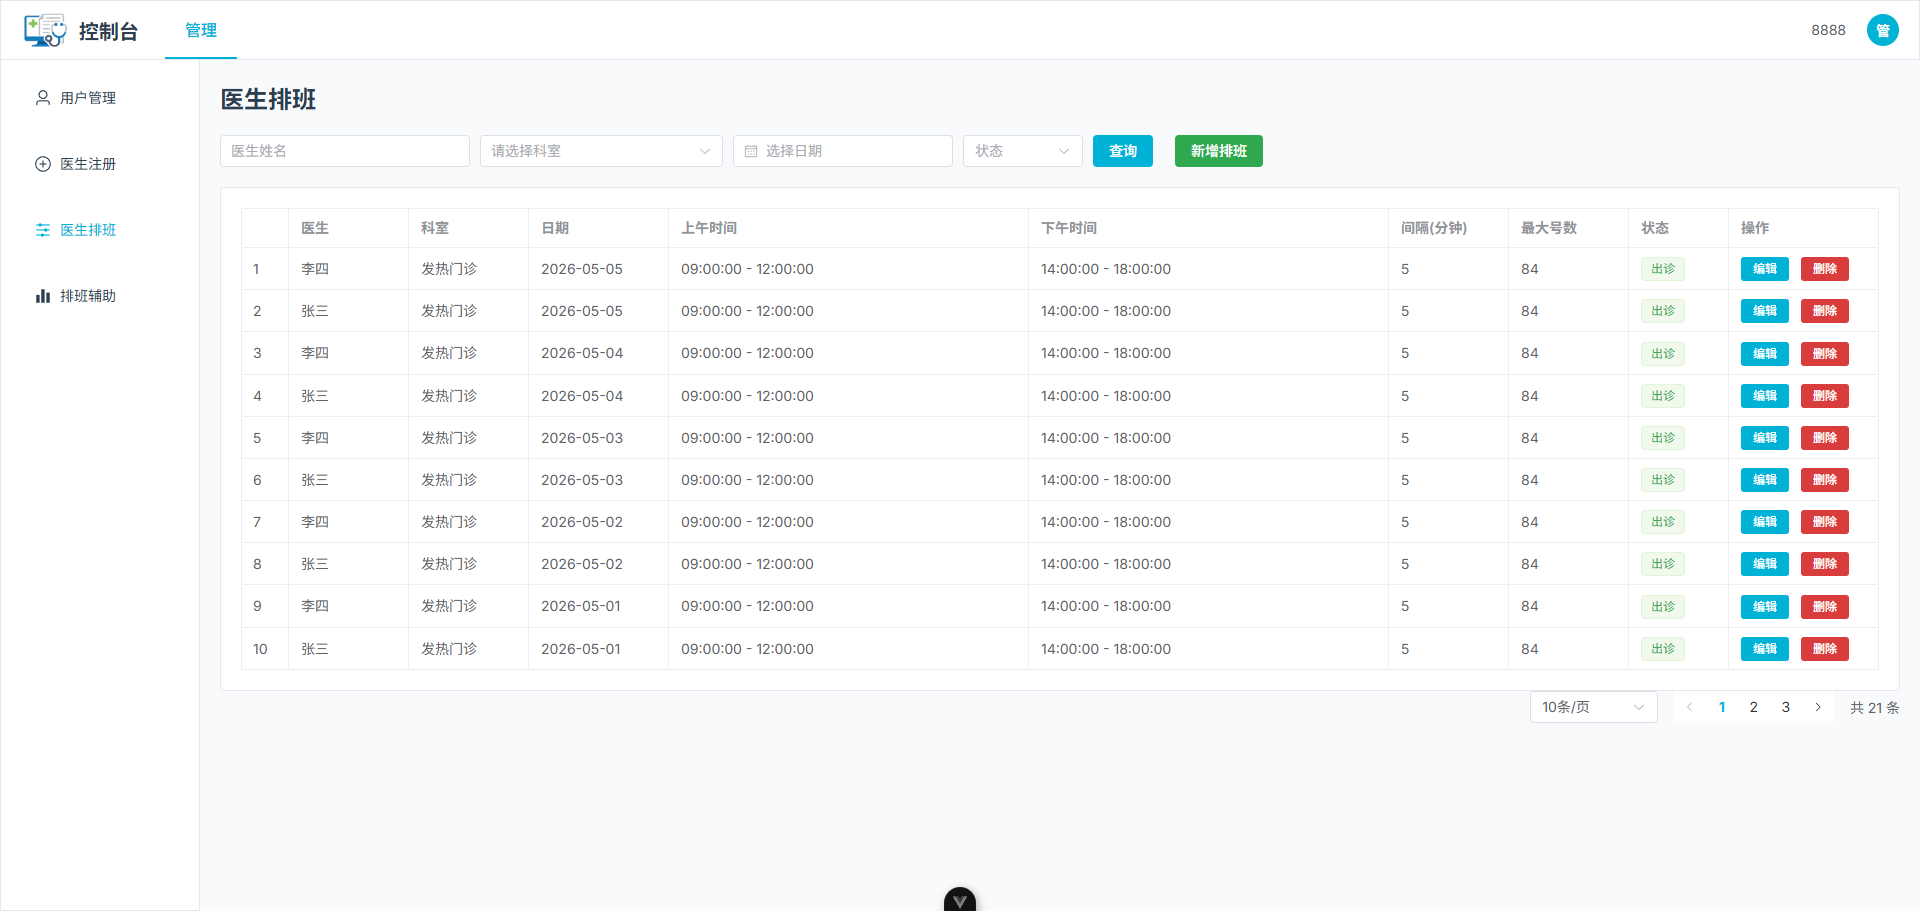 控制台 管理 8888 管
用户管理
医生注册
医生排班
排班辅助
医生排班
医生姓名 请选择科室 选择日期 状态 查询 新增排班
医生 科室 日期 上午时间 下午时间 间隔(分钟) 最大号数 状态 操作
1 李四 发热门诊 2026-05-05 09:00:00 - 12:00:00 14:00:00 - 18:00:00 5 84 出诊 编辑 删除
2 张三 发热门诊 2026-05-05 09:00:00 - 12:00:00 14:00:00 - 18:00:00 5 84 出诊 编辑 删除
3 李四 发热门诊 2026-05-04 09:00:00 - 12:00:00 14:00:00 - 18:00:00 5 84 出诊 编辑 删除
4 张三 发热门诊 2026-05-04 09:00:00 - 12:00:00 14:00:00 - 18:00:00 5 84 出诊 编辑 删除
5 李四 发热门诊 2026-05-03 09:00:00 - 12:00:00 14:00:00 - 18:00:00 5 84 出诊 编辑 删除
6 张三 发热门诊 2026-05-03 09:00:00 - 12:00:00 14:00:00 - 18:00:00 5 84 出诊 编辑 删除
7 李四 发热门诊 2026-05-02 09:00:00 - 12:00:00 14:00:00 - 18:00:00 5 84 出诊 编辑 删除
8 张三 发热门诊 2026-05-02 09:00:00 - 12:00:00 14:00:00 - 18:00:00 5 84 出诊 编辑 删除
9 李四 发热门诊 2026-05-01 09:00:00 - 12:00:00 14:00:00 - 18:00:00 5 84 出诊 编辑 删除
10 张三 发热门诊 2026-05-01 09:00:00 - 12:00:00 14:00:00 - 18:00:00 5 84 出诊 编辑 删除
10条/页 1 2 3 共 21 条